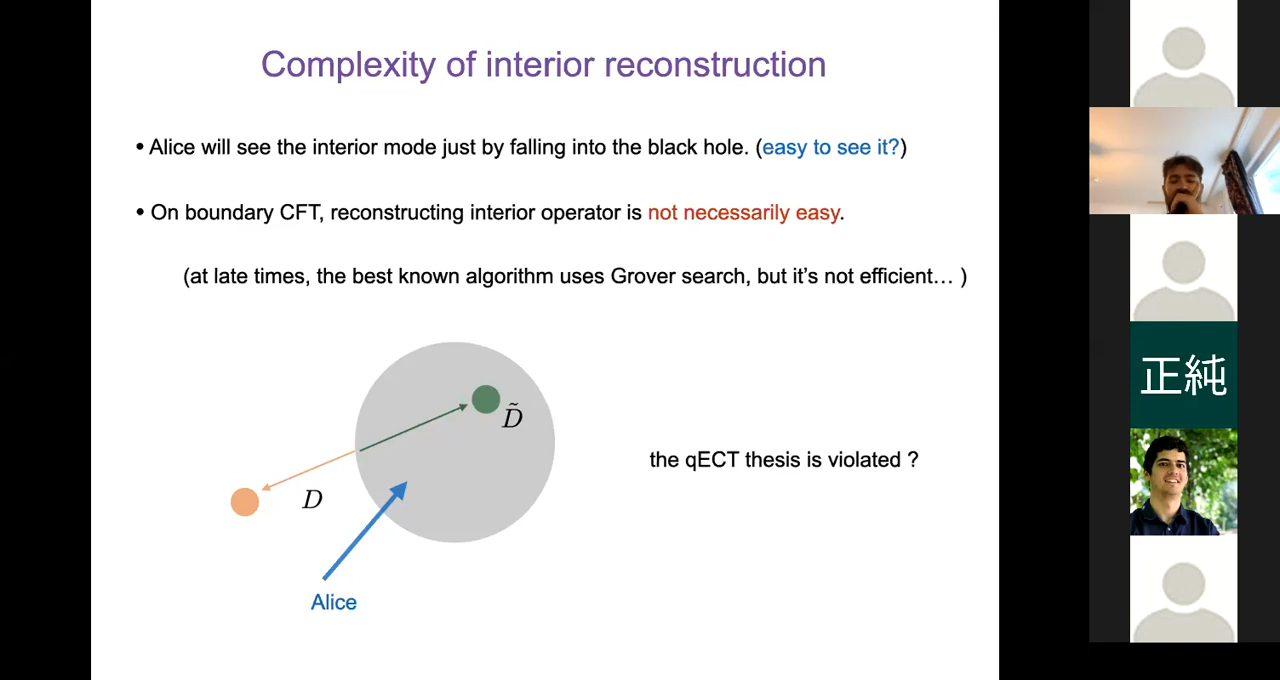 Complexity of interior reconstruction
• Alice will see the interior mode just by falling into the black hole. (easy to see it?)
• On boundary CFT, reconstructing interior operator is not necessarily easy.
(at late times, the best known algorithm uses Grover search, but it's not efficient… )
D̃
D
the qECT thesis is violated ?
Alice
正純